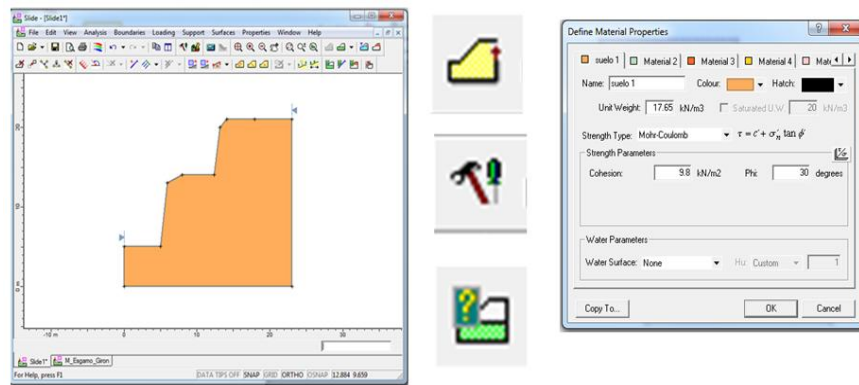 Slide - [Slide1*]
File Edit View Analysis Boundaries Loading Support Surfaces Properties Window Help
20
10
0 m
-10 m 0 10 20 30
Slide1* M_Esgamo_Giron
For Help, press F1 DATA TIPS OFF SNAP GRID ORTHO OSNAP 12.884 9.659
?
Define Material Properties
suelo 1 Material 2 Material 3 Material 4
Name: suelo 1 Colour: Hatch:
Unit Weight: 17.65 kN/m3 Saturated U.W. 20 kN/m3
Strength Type: Mohr-Coulomb τ = c' + σ'n tan φ'
Strength Parameters
Cohesion: 9.8 kN/m2 Phi: 30 degrees
Water Parameters
Water Surface: None Hu: Custom 1
Copy To... OK Cancel